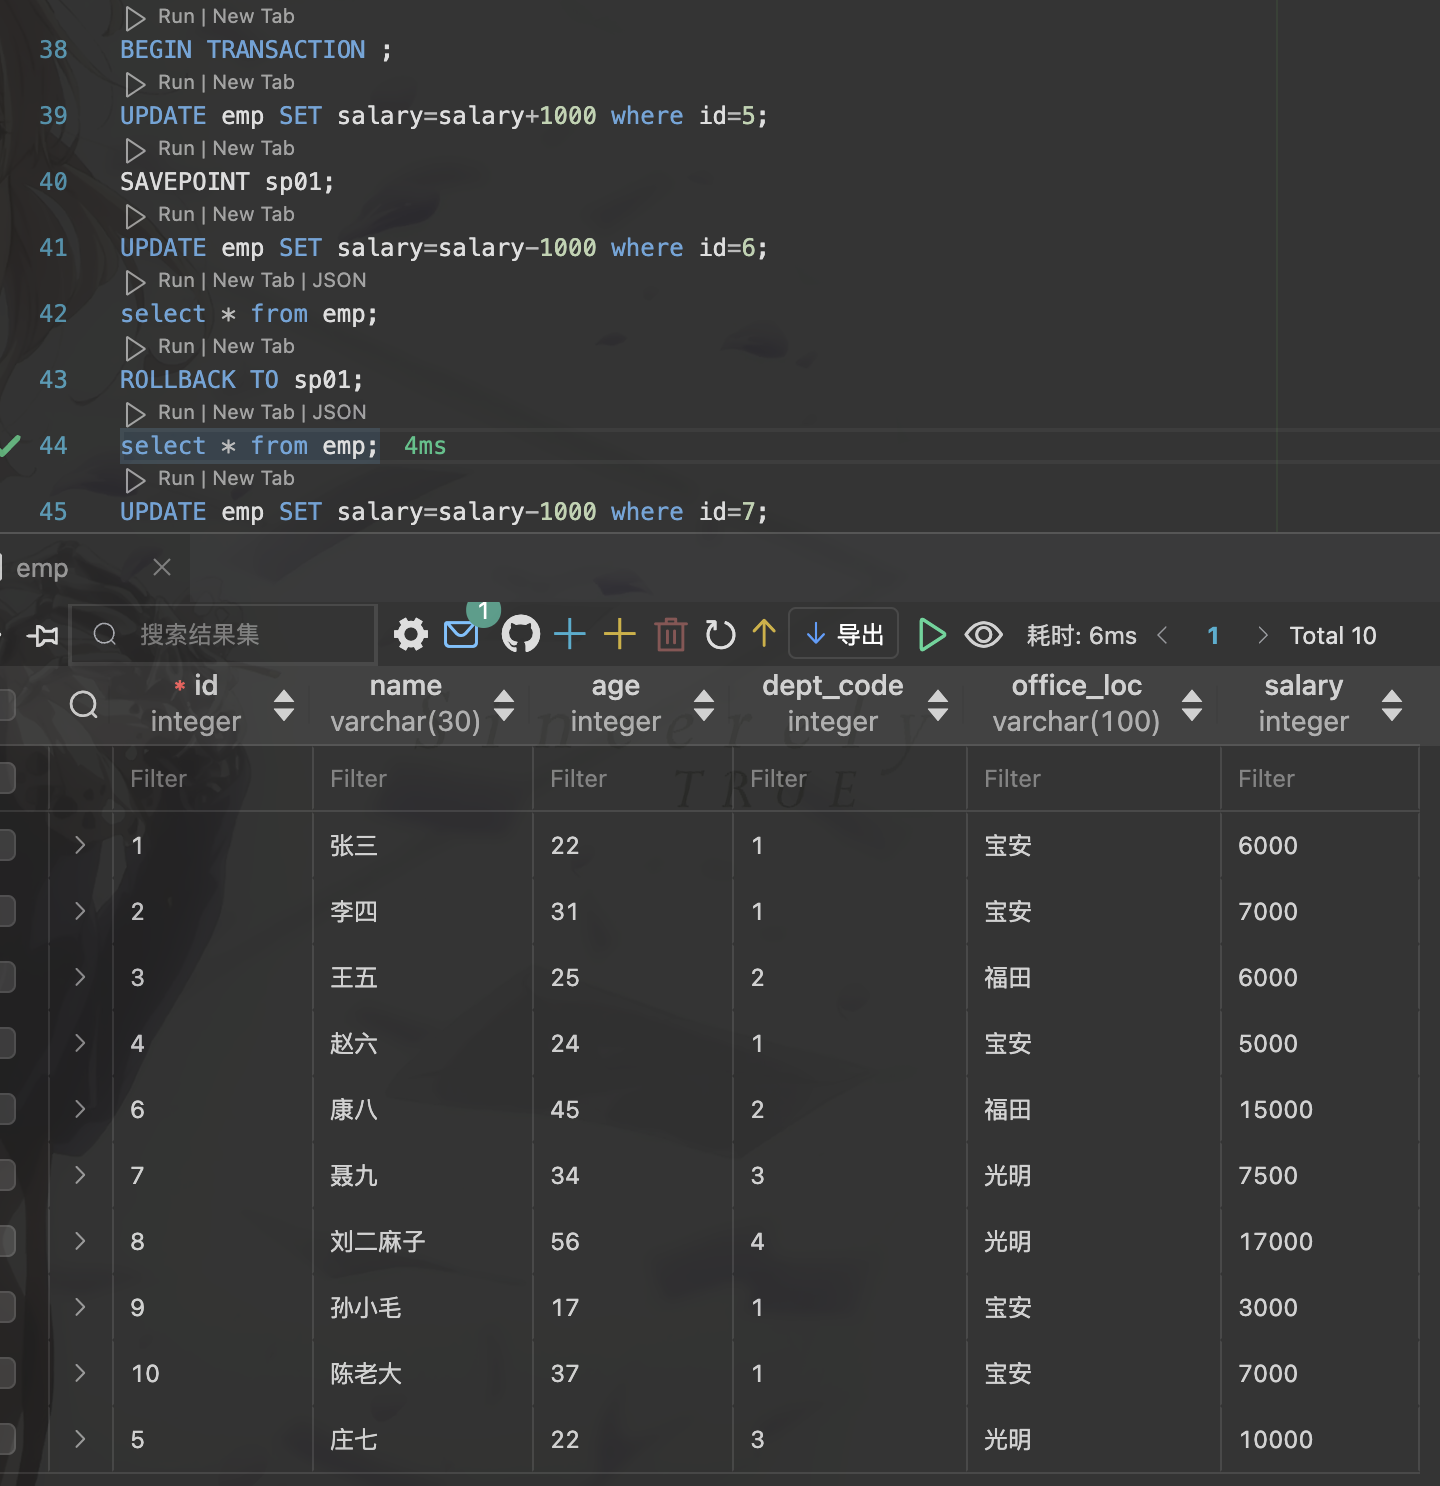 Run | New Tab
38 BEGIN TRANSACTION ;
Run | New Tab
39 UPDATE emp SET salary=salary+1000 where id=5;
Run | New Tab
40 SAVEPOINT sp01;
Run | New Tab
41 UPDATE emp SET salary=salary-1000 where id=6;
Run | New Tab | JSON
42 select * from emp;
Run | New Tab
43 ROLLBACK TO sp01;
Run | New Tab | JSON
44 select * from emp; 4ms
Run | New Tab
45 UPDATE emp SET salary=salary-1000 where id=7;
emp
搜索结果集 1 导出 耗时: 6ms 1 Total 10
* id name age dept_code office_loc salary
integer varchar(30) integer integer varchar(100) integer
Sincerely
Filter Filter Filter Filter Filter Filter
TRUE
1 张三 22 1 宝安 6000
2 李四 31 1 宝安 7000
3 王五 25 2 福田 6000
4 赵六 24 1 宝安 5000
6 康八 45 2 福田 15000
7 聂九 34 3 光明 7500
8 刘二麻子 56 4 光明 17000
9 孙小毛 17 1 宝安 3000
10 陈老大 37 1 宝安 7000
5 庄七 22 3 光明 10000